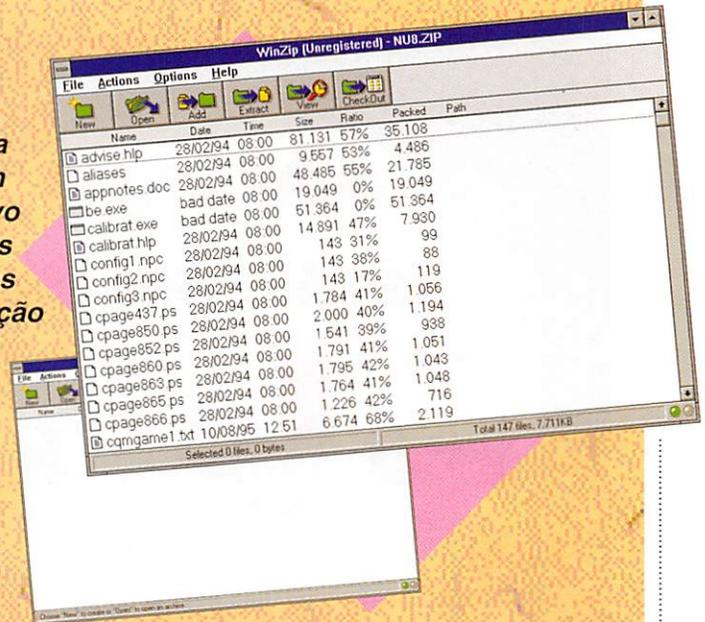 WinZip (Unregistered) - NU8.ZIP
File Actions Options Help
New Open Add Extract View CheckOut
Name Date Time Size Ratio Packed Path
advise.hlp 28/02/94 08:00 81.131 57% 35.108
aliases 28/02/94 08:00 9.557 53% 4.486
appnotes.doc 28/02/94 08:00 48.485 55% 21.785
be.exe bad date 08:00 19.049 0% 19.049
calibrat.exe bad date 08:00 51.364 0% 51.364
calibrat.hlp 28/02/94 08:00 14.891 47% 7.930
config1.npc 28/02/94 08:00 143 31% 99
config2.npc 28/02/94 08:00 143 38% 88
config3.npc 28/02/94 08:00 143 17% 119
cpage437.ps 28/02/94 08:00 1.784 41% 1.056
cpage850.ps 28/02/94 08:00 2.000 40% 1.194
cpage852.ps 28/02/94 08:00 1.541 39% 938
cpage860.ps 28/02/94 08:00 1.791 41% 1.051
cpage863.ps 28/02/94 08:00 1.795 42% 1.043
cpage865.ps 28/02/94 08:00 1.764 41% 1.048
cpage866.ps 28/02/94 08:00 1.226 42% 716
cqmgame1.txt 10/08/95 12:51 6.674 68% 2.119
Selected 0 files, 0 bytes Total 147 files, 7.711KB
a
vo
s
s
ção
File Actions
New Open
Name
Choose "New" to create or "Open" to open an archive